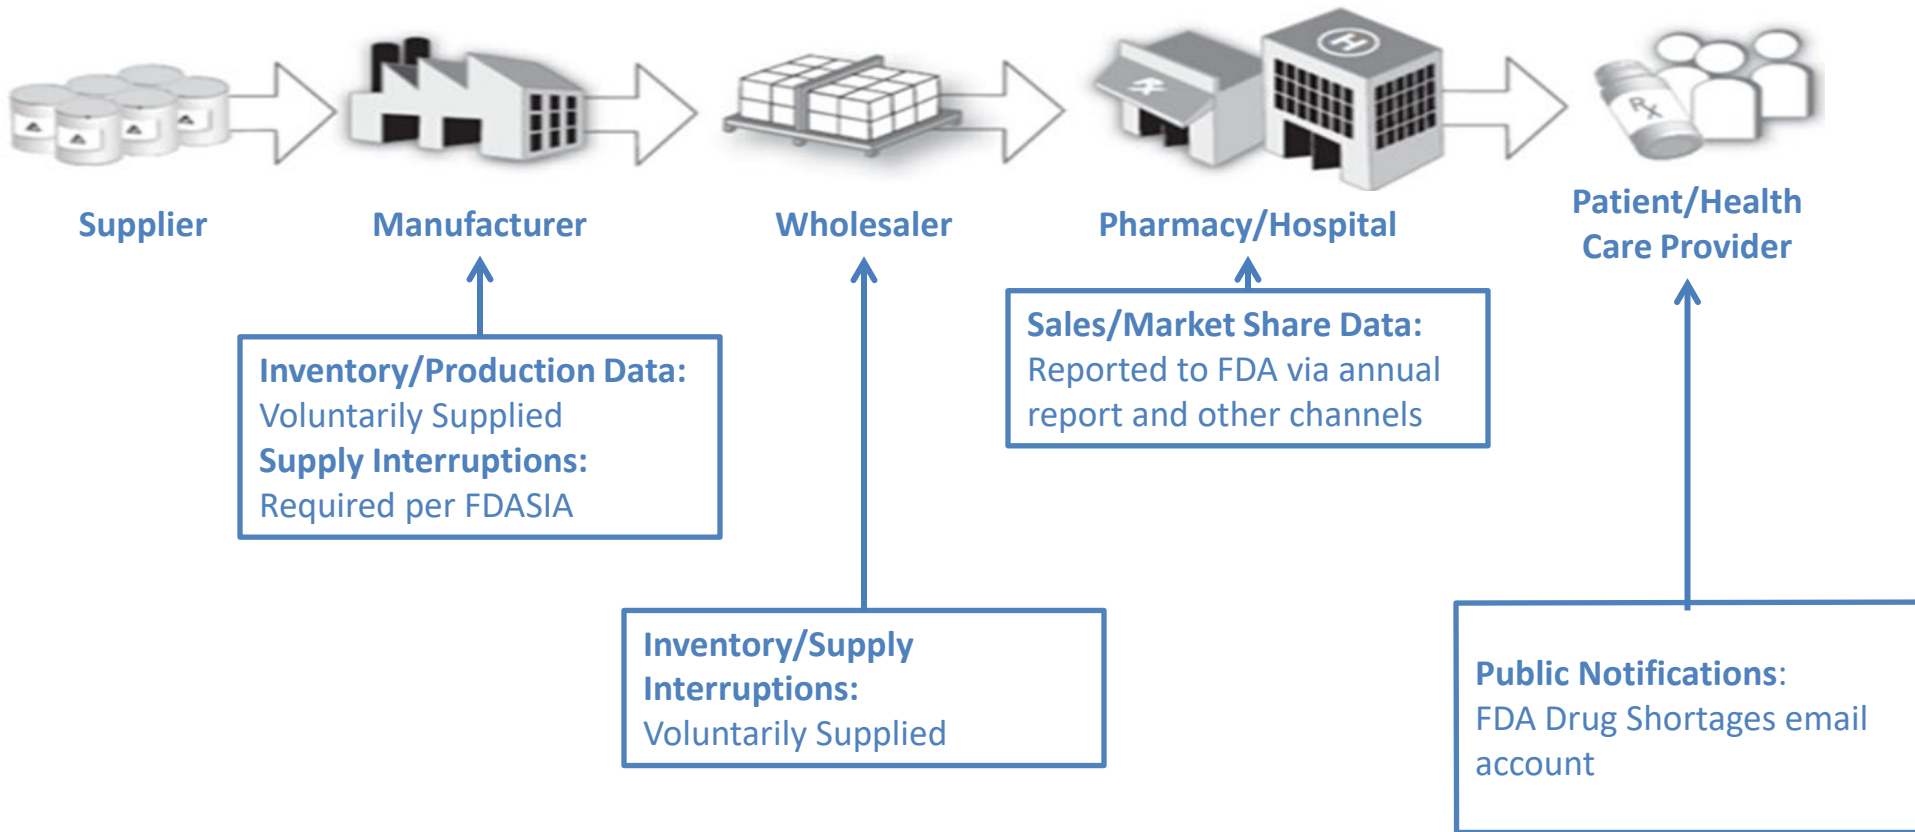 H
Rx
Rx
Supplier
Manufacturer
Wholesaler
Pharmacy/Hospital
Patient/Health
Care Provider
Inventory/Production Data:
Voluntarily Supplied
Supply Interruptions:
Required per FDASIA
Inventory/Supply
Interruptions:
Voluntarily Supplied
Sales/Market Share Data:
Reported to FDA via annual
report and other channels
Public Notifications:
FDA Drug Shortages email
account